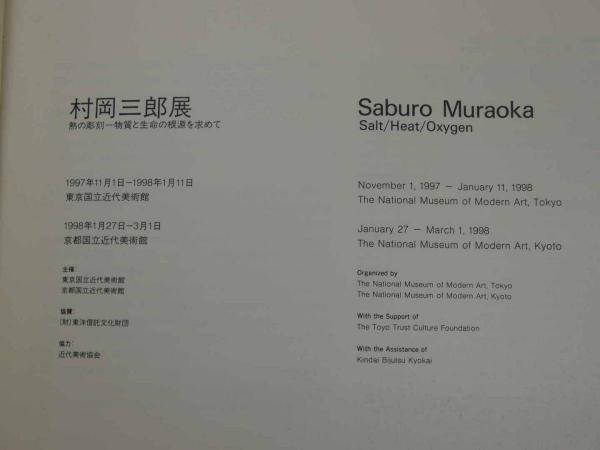 村岡三郎展
熱の彫刻―物質と生命の根源を求めて
1997年11月1日―1998年1月11日
東京国立近代美術館
1998年1月27日―3月1日
京都国立近代美術館
主催:
東京国立近代美術館
京都国立近代美術館
協賛:
(財)東洋信託文化財団
協力:
近代美術協会
Saburo Muraoka
Salt/Heat/Oxygen
November 1, 1997 – January 11, 1998
The National Museum of Modern Art, Tokyo
January 27 – March 1, 1998
The National Museum of Modern Art, Kyoto
Organized by
The National Museum of Modern Art, Tokyo
The National Museum of Modern Art, Kyoto
With the Support of
The Toyo Trust Culture Foundation
With the Assistance of
Kindai Bijutsu Kyokai